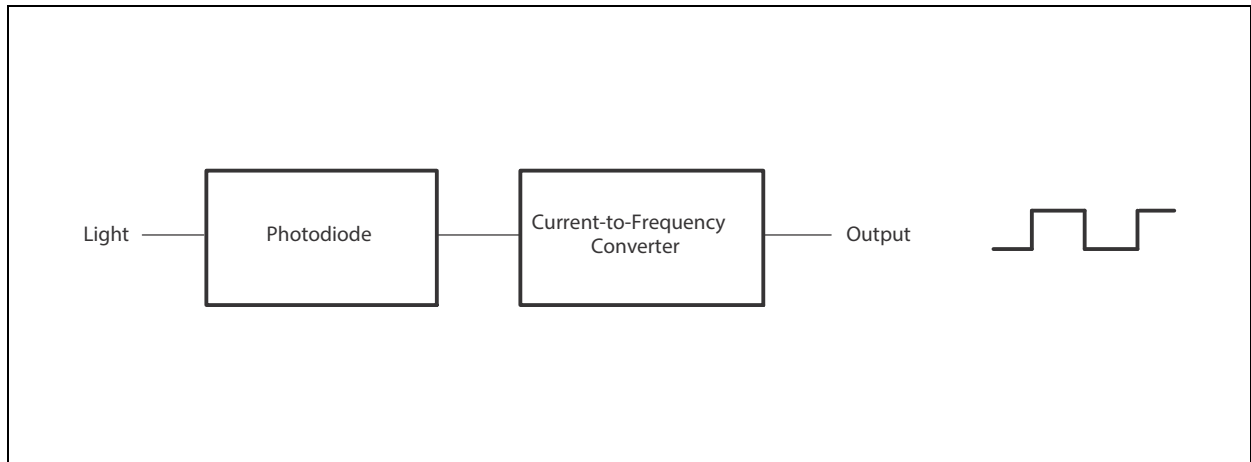 Light
Photodiode
Current-to-Frequency
Converter
Output